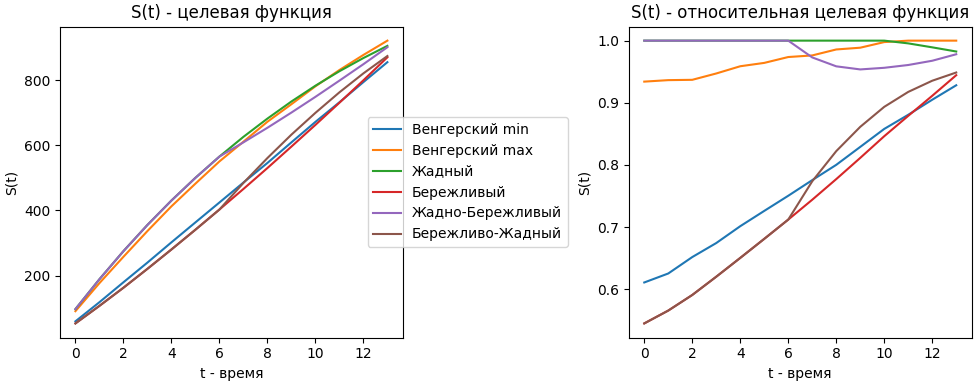 S(t) - целевая функция
S(t)
800
600
400
200
0 2 4 6 8 10 12
t - время
Венгерский min
Венгерский max
Жадный
Бережливый
Жадно-Бережливый
Бережливо-Жадный
S(t) - относительная целевая функция
S(t)
1.0
0.9
0.8
0.7
0.6
0 2 4 6 8 10 12
t - время